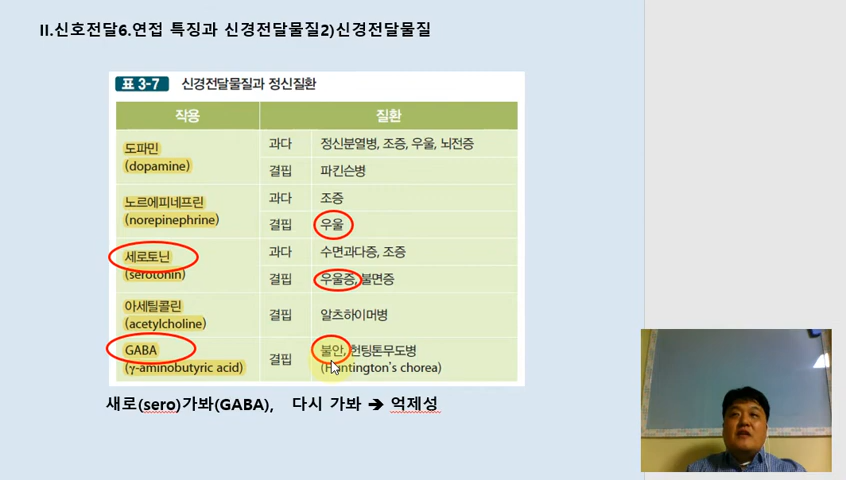 II.신호전달6.연접 특징과 신경전달물질2)신경전달물질
표 3-7 신경전달물질과 정신질환
작용 질환
도파민
(dopamine)
과다 정신분열병, 조증, 우울, 뇌전증
결핍 파킨슨병
노르에피네프린
(norepinephrine)
과다 조증
결핍 우울
세로토닌
(serotonin)
과다 수면과다증, 조증
결핍 우울증, 불면증
아세틸콜린
(acetylcholine)
결핍 알츠하이머병
GABA
(γ-aminobutyric acid)
결핍 불안, 헌팅톤무도병
(Huntington's chorea)
새로(sero)가봐(GABA), 다시 가봐 ➔ 억제성